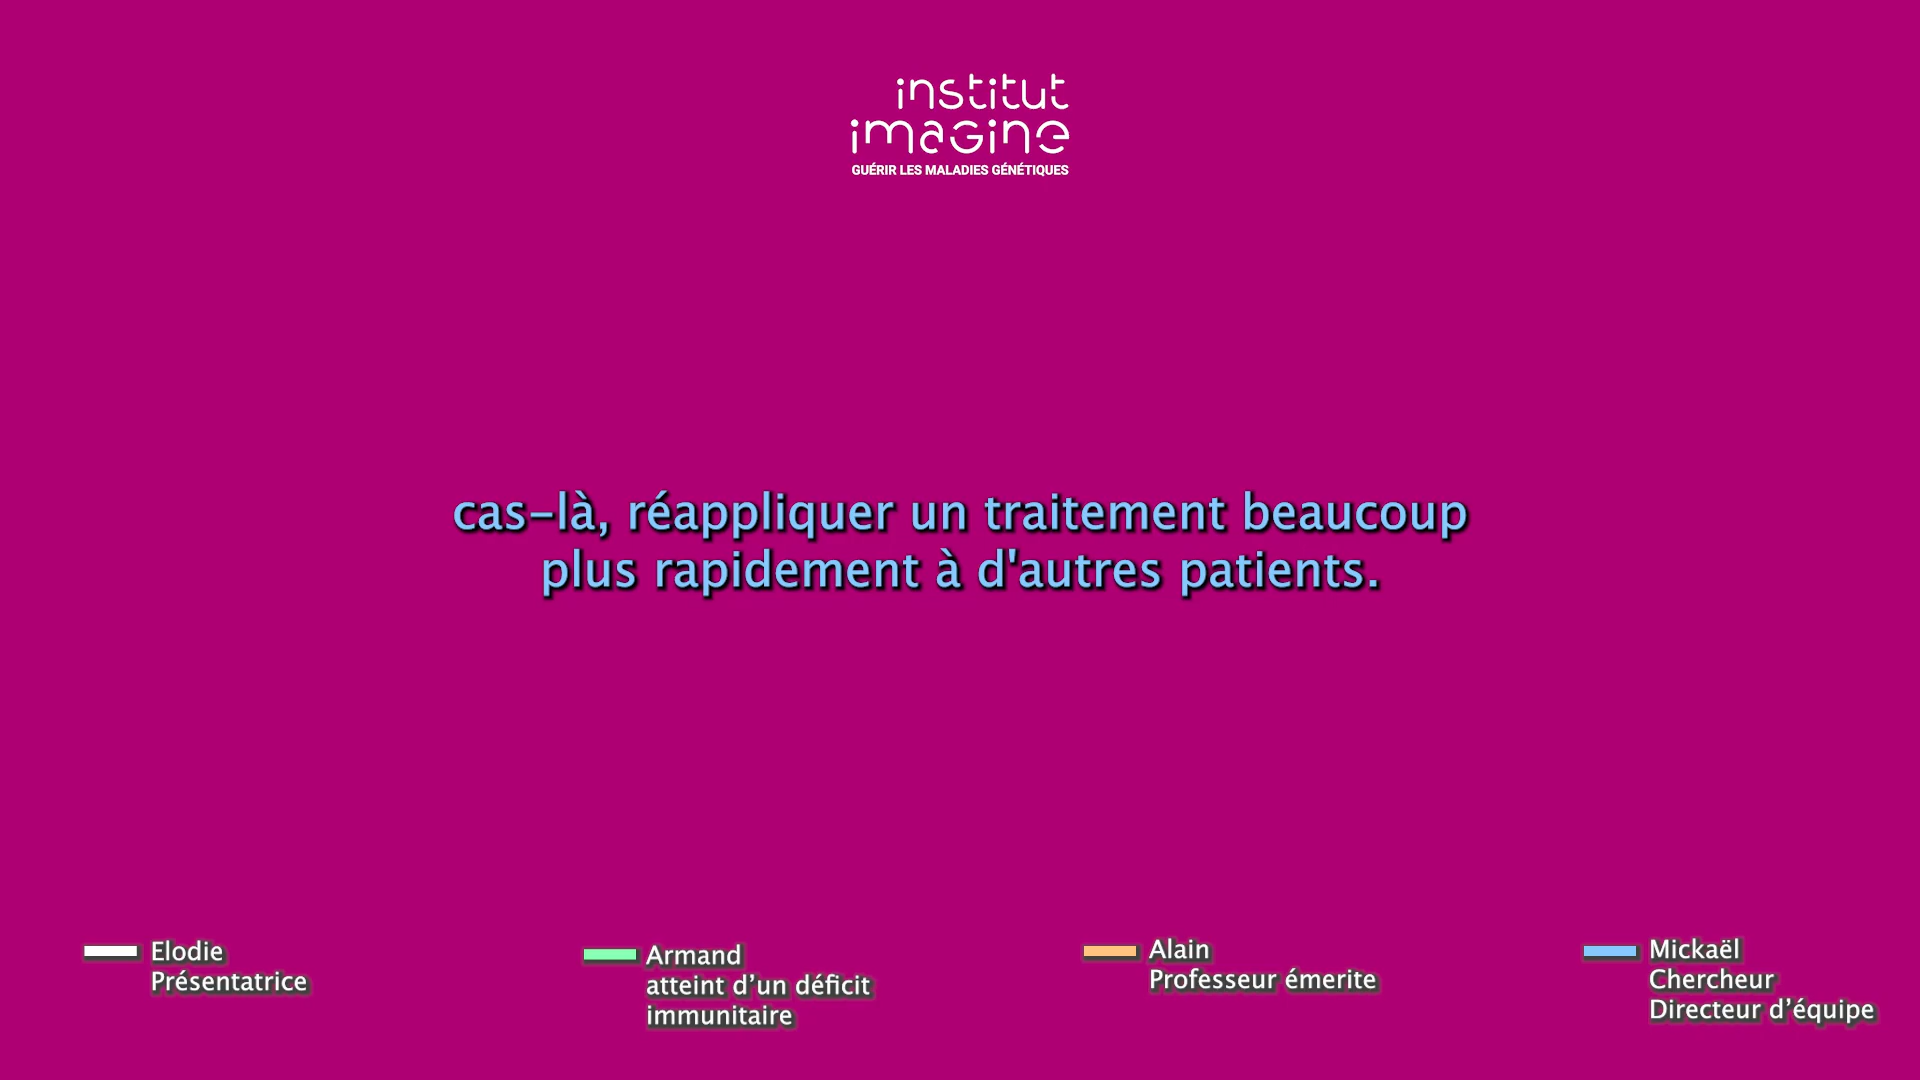 institut
imagine
GUÉRIR LES MALADIES GÉNÉTIQUES
cas-là, réappliquer un traitement beaucoup
plus rapidement à d'autres patients.
Elodie
Présentatrice
Armand
atteint d’un déficit
immunitaire
Alain
Professeur émerite
Mickaël
Chercheur
Directeur d’équipe